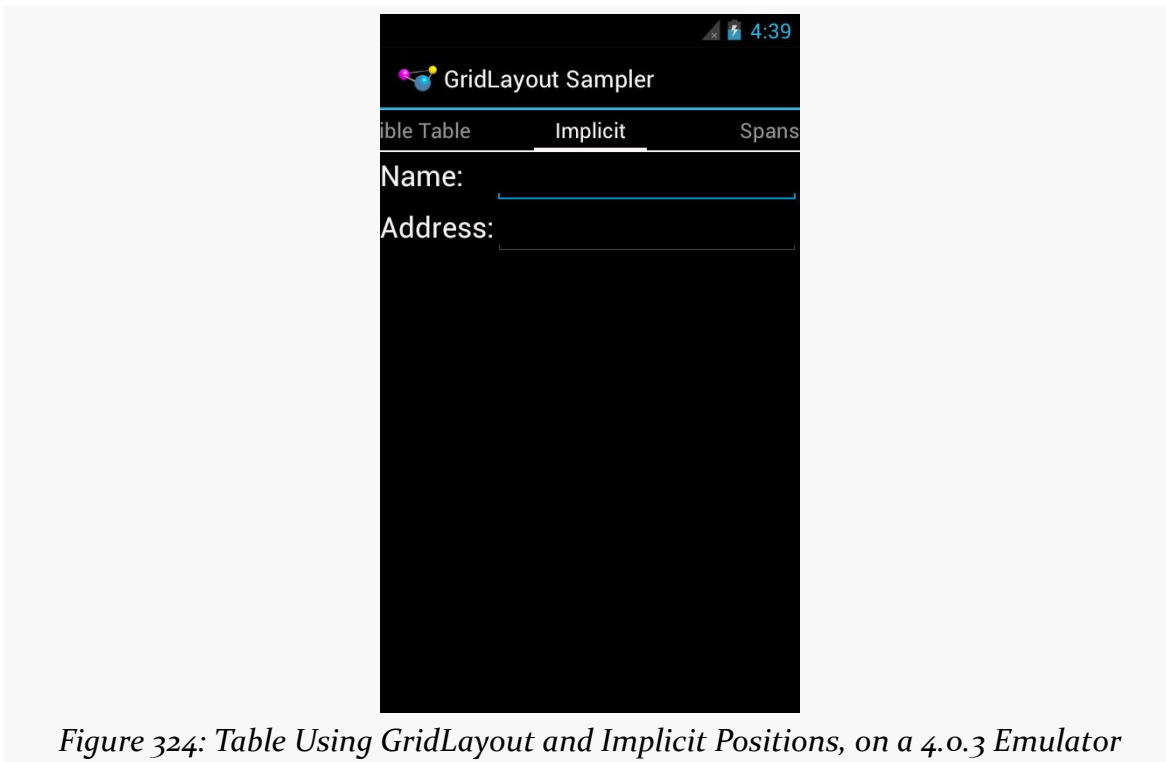 4:39
GridLayout Sampler
ible Table Implicit Spans
Name:
Address:
Figure 324: Table Using GridLayout and Implicit Positions, on a 4.0.3 Emulator